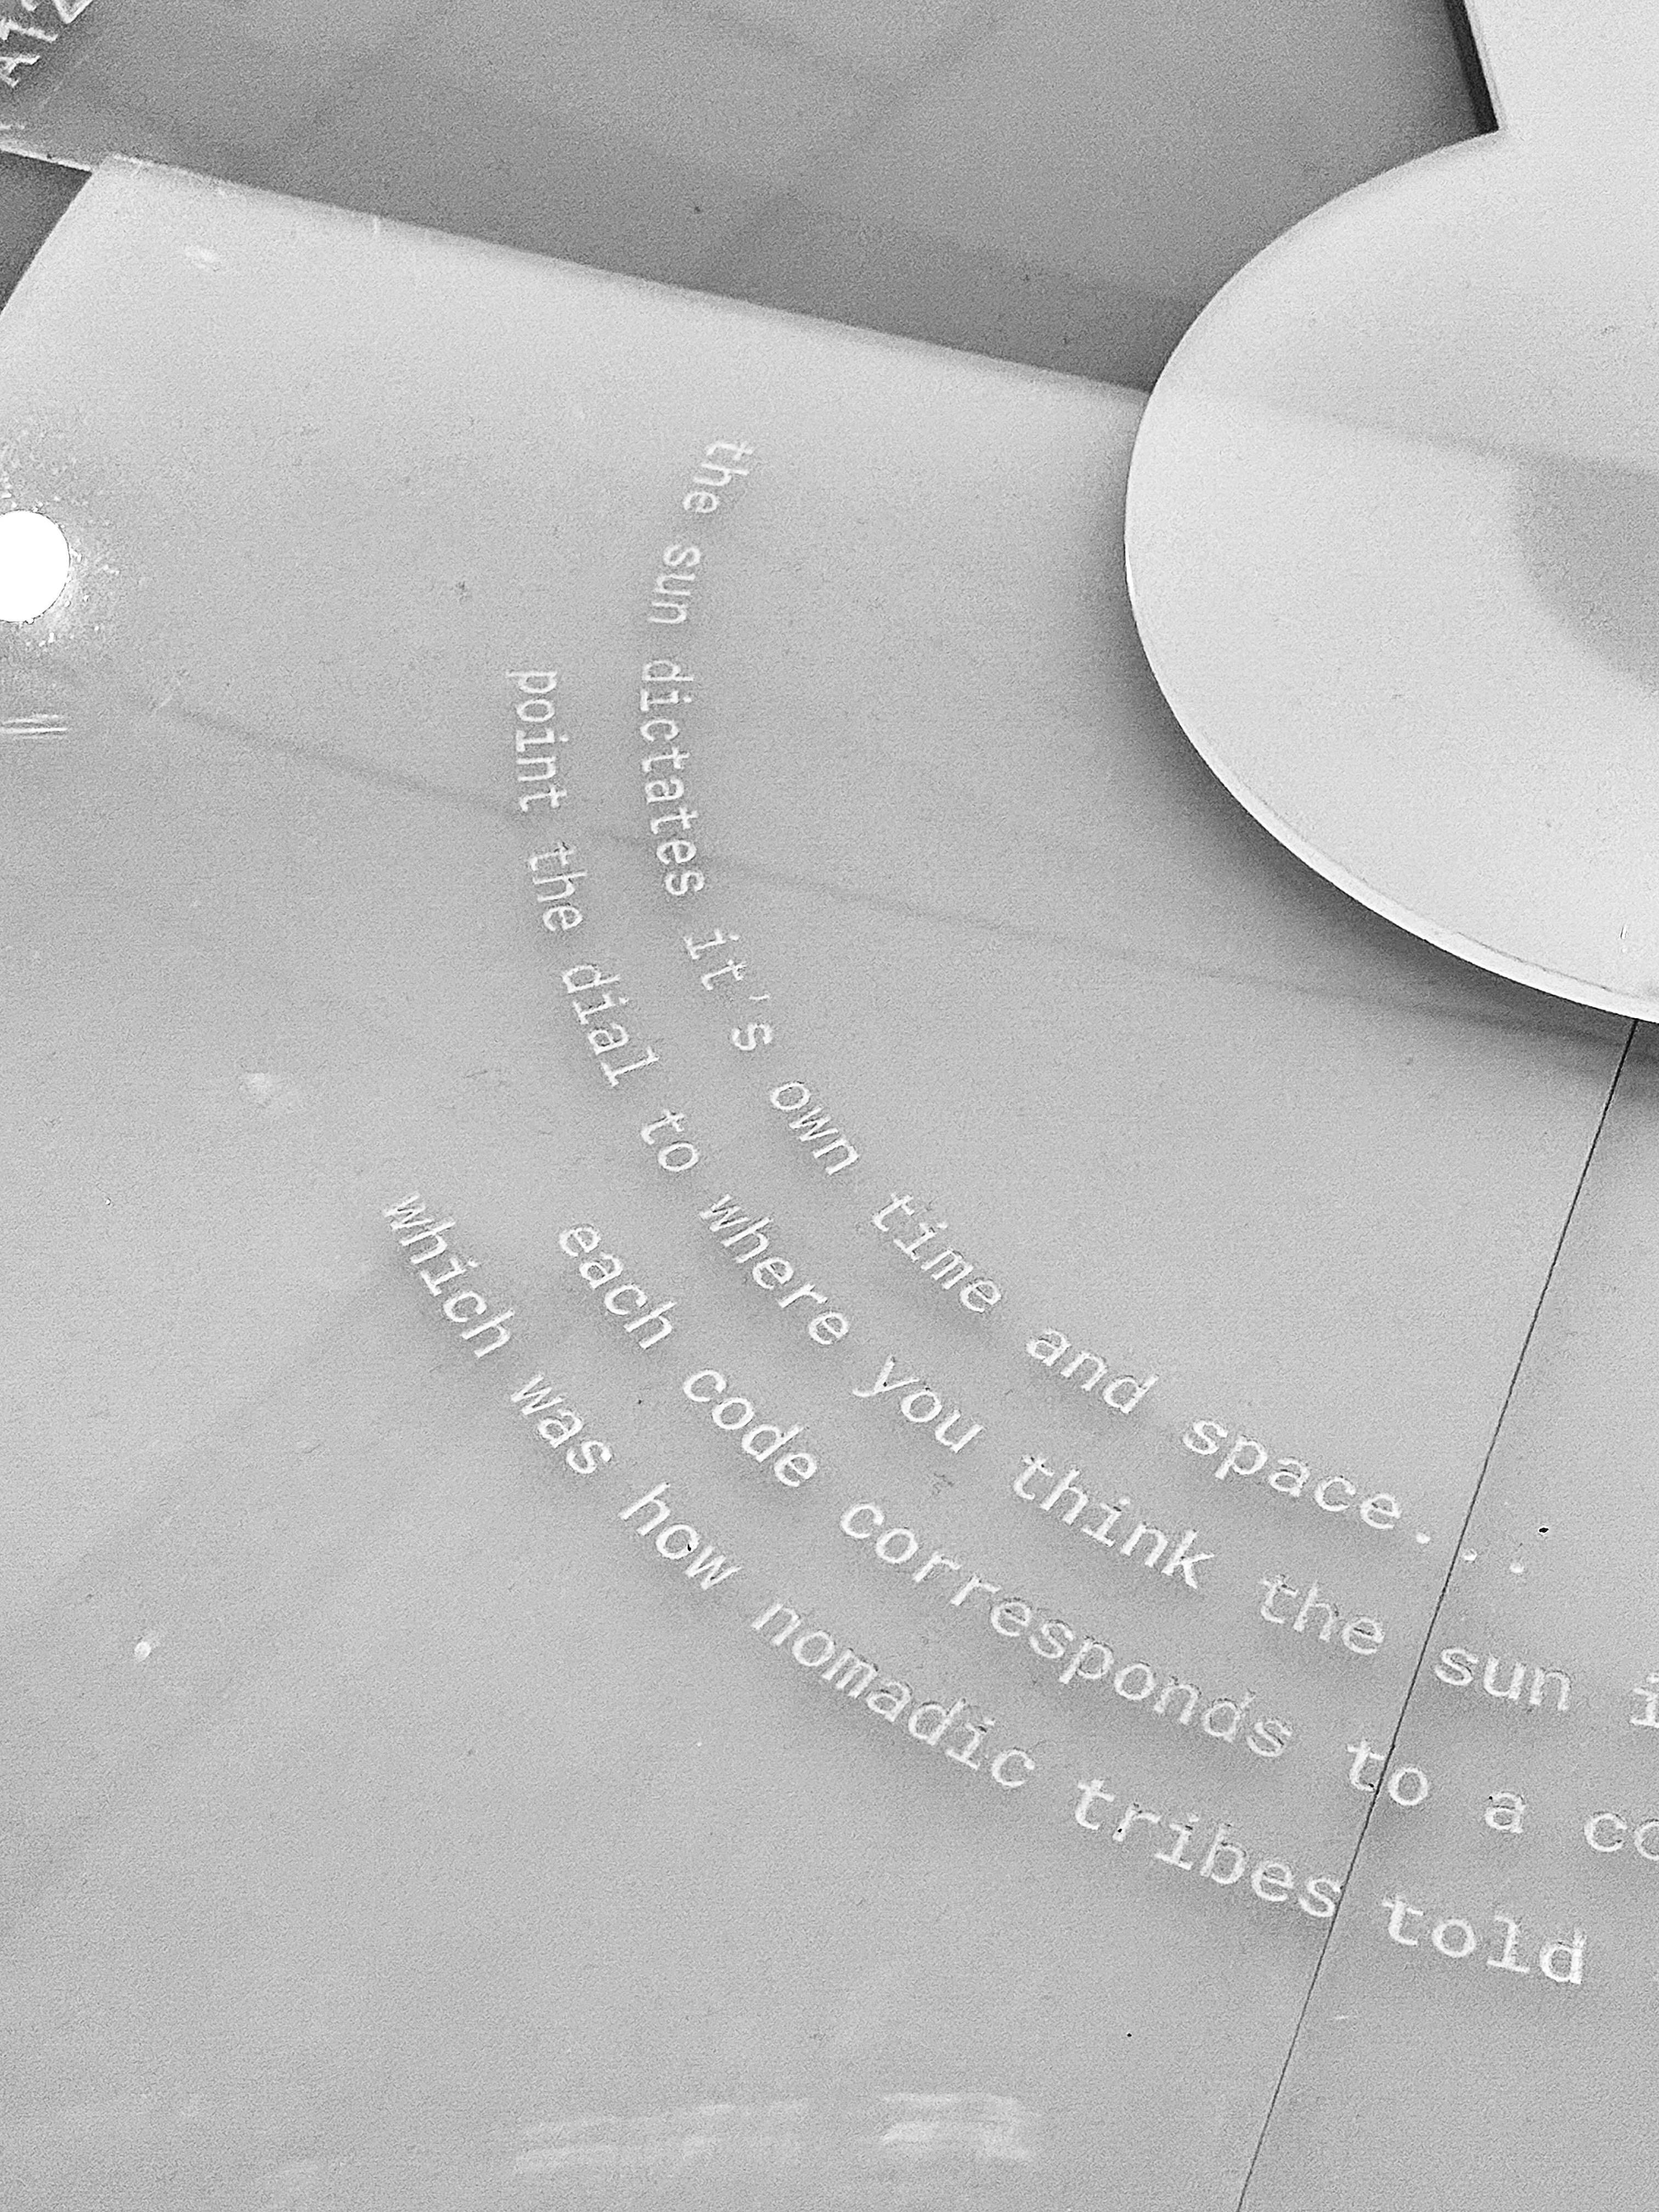 the sun dictates it's own time and space...
point the dial to where you think the sun
each code corresponds to a
which was how nomadic tribes told